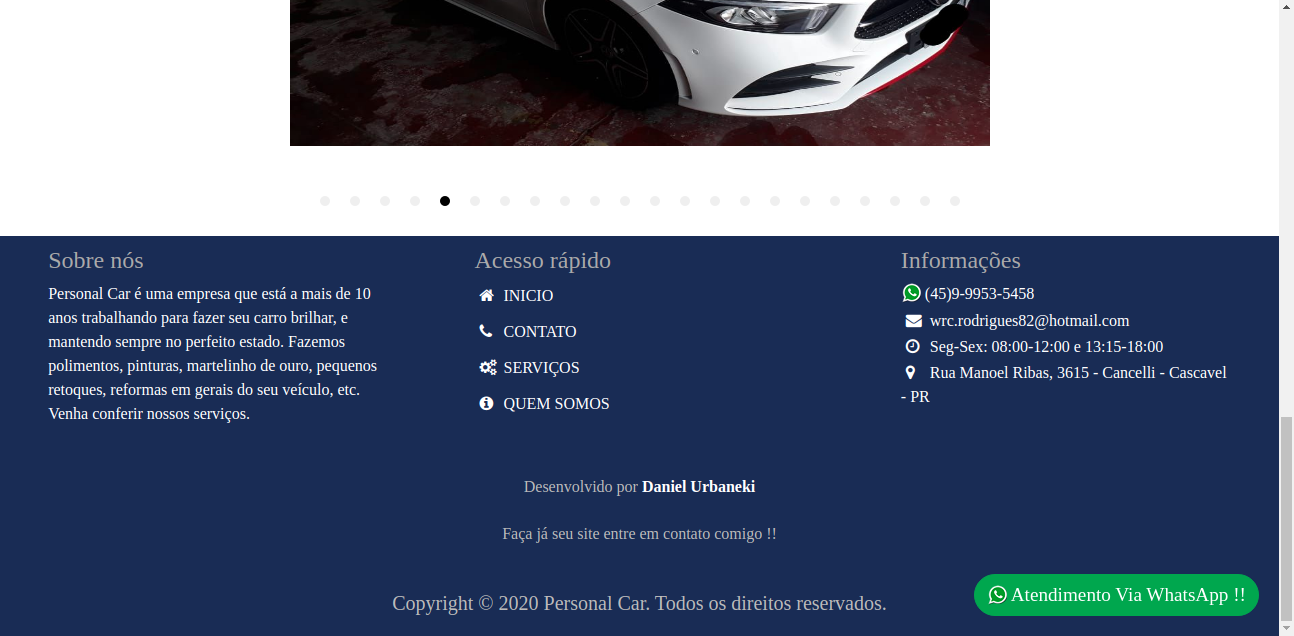 Sobre nós
Personal Car é uma empresa que está a mais de 10
anos trabalhando para fazer seu carro brilhar, e
mantendo sempre no perfeito estado. Fazemos
polimentos, pinturas, martelinho de ouro, pequenos
retoques, reformas em gerais do seu veículo, etc.
Venha conferir nossos serviços.
Acesso rápido
INICIO
CONTATO
SERVIÇOS
QUEM SOMOS
Informações
(45)9-9953-5458
wrc.rodrigues82@hotmail.com
Seg-Sex: 08:00-12:00 e 13:15-18:00
Rua Manoel Ribas, 3615 - Cancelli - Cascavel
- PR
Desenvolvido por Daniel Urbaneki
Faça já seu site entre em contato comigo !!
Copyright © 2020 Personal Car. Todos os direitos reservados.
Atendimento Via WhatsApp !!